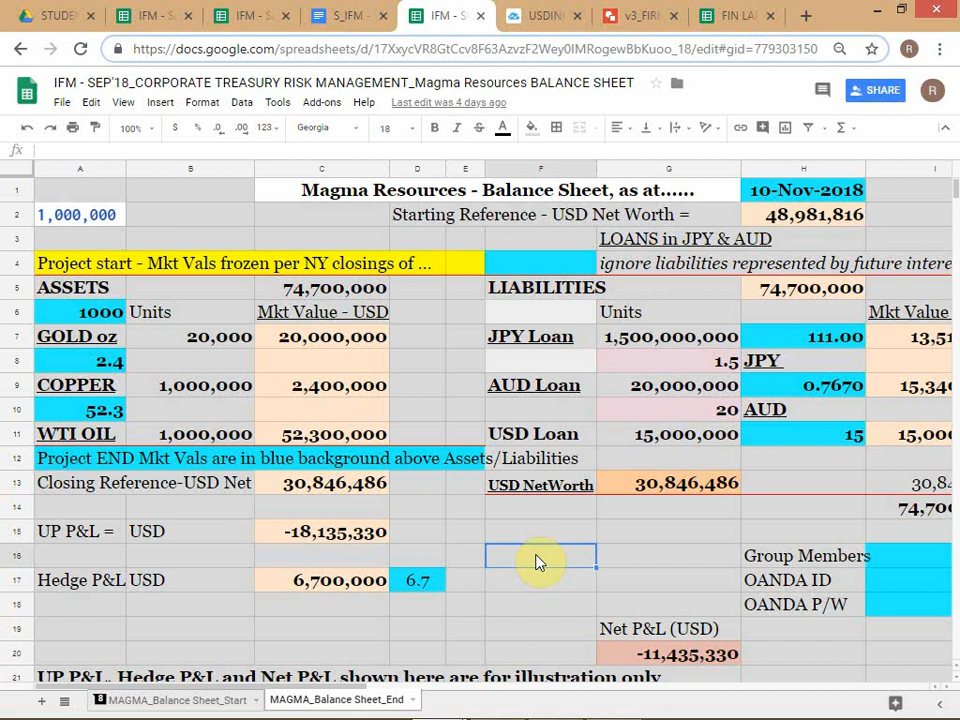 STUDE
IFM - S
IFM - S
S_IFM -
IFM - S
USDIN
v3_FIR
FIN LA
https://docs.google.com/spreadsheets/d/17XxycVR8GtCcv8F63AzvzF2Wey0IMRogewBbKuoo_18/edit#gid=779303150
R
IFM - SEP'18_CORPORATE TREASURY RISK MANAGEMENT_Magma Resources BALANCE SHEET
SHARE
R
File Edit View Insert Format Data Tools Add-ons Help Last edit was 4 days ago
100% $ % .0 .00 123 Georgia 18 B I S A
fx
A B C D E F G H I
1 Magma Resources - Balance Sheet, as at...... 10-Nov-2018
2 1,000,000 Starting Reference - USD Net Worth = 48,981,816
3 LOANS in JPY & AUD
4 Project start - Mkt Vals frozen per NY closings of ... ignore liabilities represented by future intere
5 ASSETS 74,700,000 LIABILITIES 74,700,000
6 1000 Units Mkt Value - USD Units Mkt Value
7 GOLD oz 20,000 20,000,000 JPY Loan 1,500,000,000 111.00 13,51
8 2.4 1.5 JPY
9 COPPER 1,000,000 2,400,000 AUD Loan 20,000,000 0.7670 15,340
10 52.3 20 AUD
11 WTI OIL 1,000,000 52,300,000 USD Loan 15,000,000 15 15,000
12 Project END Mkt Vals are in blue background above Assets/Liabilities
13 Closing Reference-USD Net 30,846,486 USD NetWorth 30,846,486 30,84
14 74,700
15 UP P&L = USD -18,135,330
16 Group Members
17 Hedge P&L USD 6,700,000 6.7 OANDA ID
18 OANDA P/W
19 Net P&L (USD)
20 -11,435,330
21 UP P&L, Hedge P&L and Net P&L shown here are for illustration only
MAGMA_Balance Sheet_Start MAGMA_Balance Sheet_End